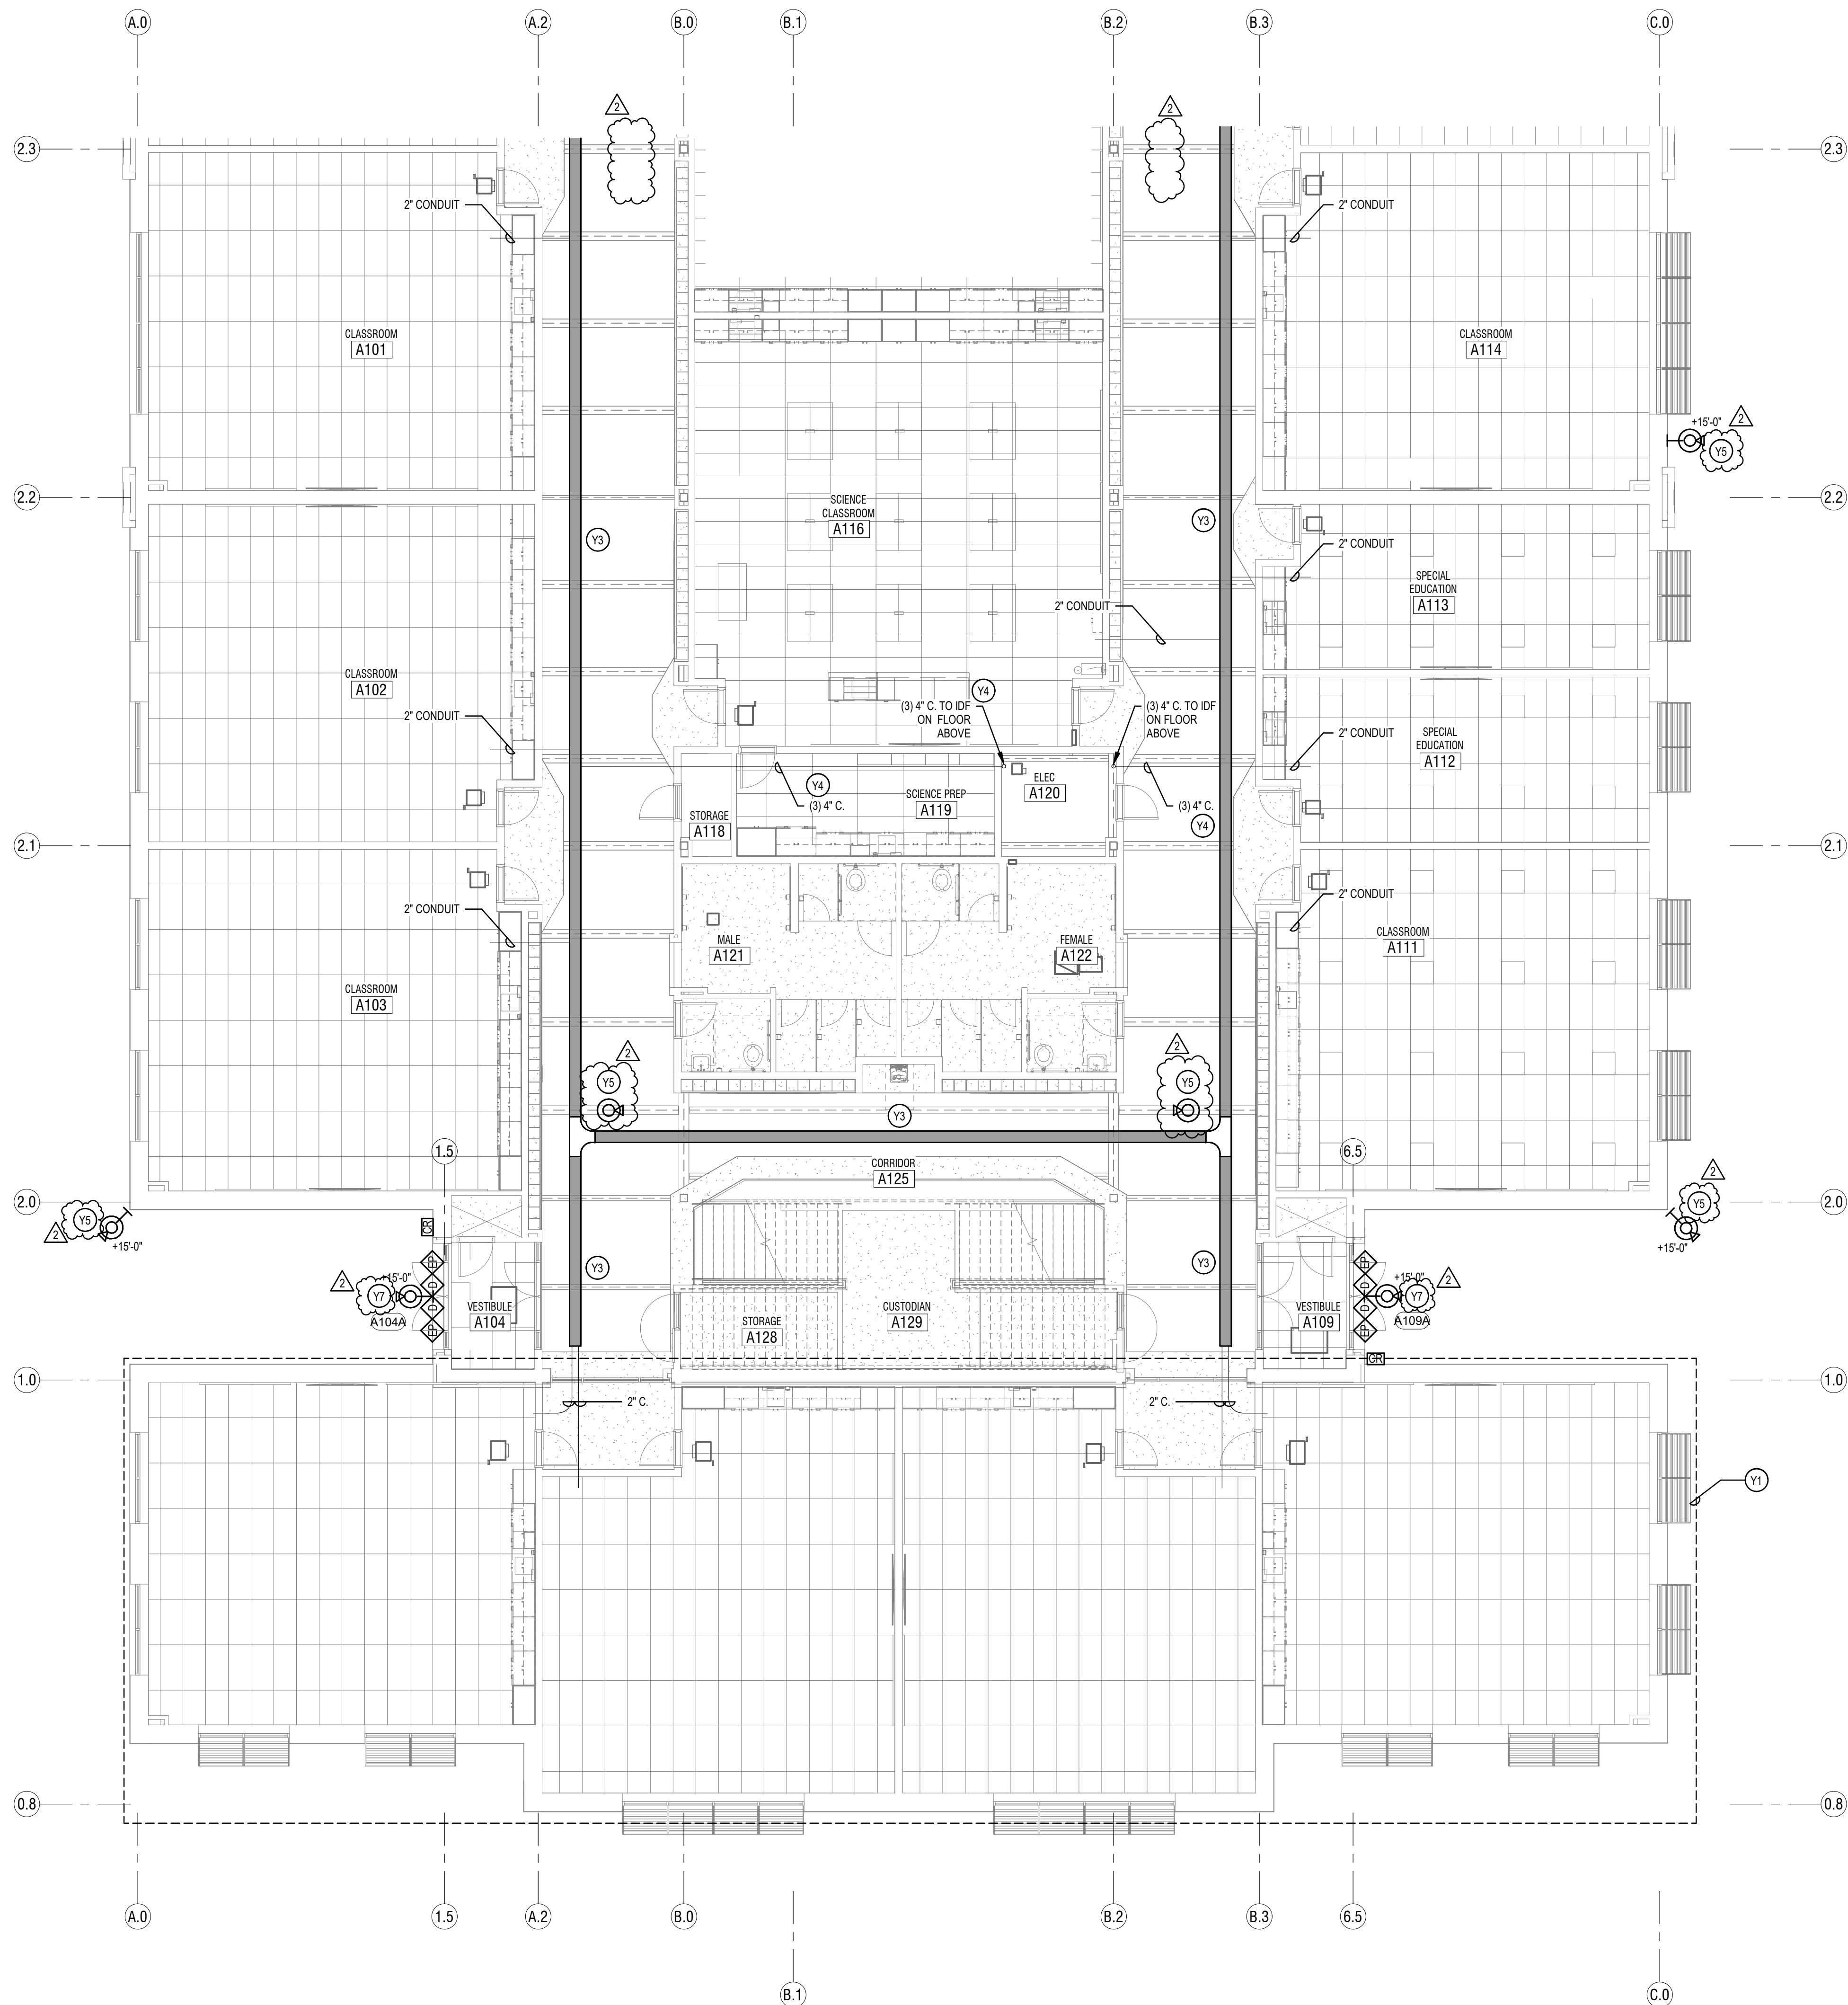 A.0
A.2
B.0
B.1
B.2
B.3
C.0
2
2
2.3
2.3
2" CONDUIT
2" CONDUIT
CLASSROOM
A101
CLASSROOM
A114
+15'-0"
2
Y5
2.2
2.2
SCIENCE
CLASSROOM
A116
Y3
Y3
2" CONDUIT
SPECIAL
EDUCATION
A113
2" CONDUIT
CLASSROOM
A102
Y4
(3) 4" C. TO IDF
ON FLOOR
ABOVE
(3) 4" C. TO IDF
ON FLOOR
ABOVE
2" CONDUIT
2" CONDUIT
SPECIAL
EDUCATION
A112
ELEC
A120
Y4
(3) 4" C.
SCIENCE PREP
A119
(3) 4" C.
Y4
STORAGE
A118
2.1
2.1
2" CONDUIT
2" CONDUIT
MALE
A121
FEMALE
A122
CLASSROOM
A111
CLASSROOM
A103
2
Y5
2
Y5
Y3
1.5
6.5
CORRIDOR
A125
2
Y5
2.0
2.0
Y5
2
+15'-0"
CR
+15'-0"
Y3
Y3
2
Y7
+15'-0"
EP
D
D
EP
A104A
VESTIBULE
A104
STORAGE
A128
CUSTODIAN
A129
VESTIBULE
A109
EP
D
D
EP
+15'-0"
2
Y7
A109A
CR
1.0
1.0
2" C.
2" C.
Y1
0.8
0.8
A.0
1.5
A.2
B.0
B.2
B.3
6.5
B.1
C.0